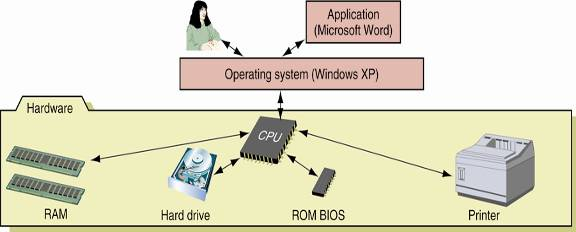 Application
(Microsoft Word)
Operating system (Windows XP)
Hardware
CPU
RAM
Hard drive
ROM BIOS
Printer